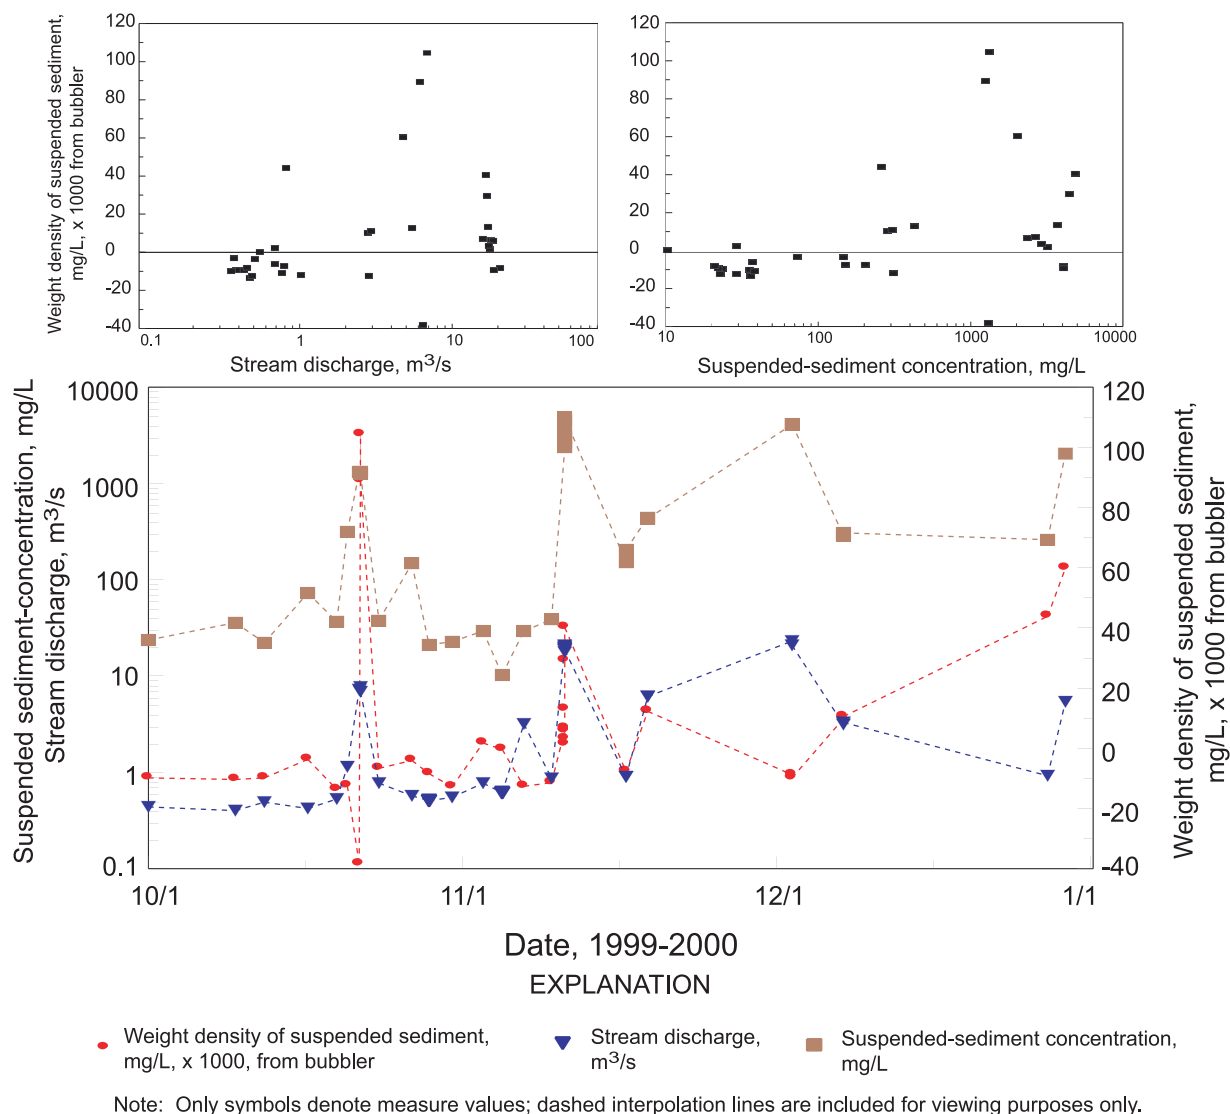 Weight density of suspended sediment,
mg/L, x 1000 from bubbler
120
100
80
60
40
20
0
-20
-40
0.1
1
10
100
Stream discharge, m3/s
120
100
80
60
40
20
0
-20
-40
10
100
1000
10000
Suspended-sediment concentration, mg/L
Suspended sediment-concentration, mg/L
Stream discharge, m3/s
10000
1000
100
10
1
0.1
120
100
80
60
40
20
0
-20
-40
Weight density of suspended sediment,
mg/L, x 1000 from bubbler
10/1
11/1
12/1
1/1
Date, 1999-2000
EXPLANATION
Weight density of suspended sediment,
mg/L, x 1000, from bubbler
Stream discharge,
m3/s
Suspended-sediment concentration,
mg/L
Note: Only symbols denote measure values; dashed interpolation lines are included for viewing purposes only.